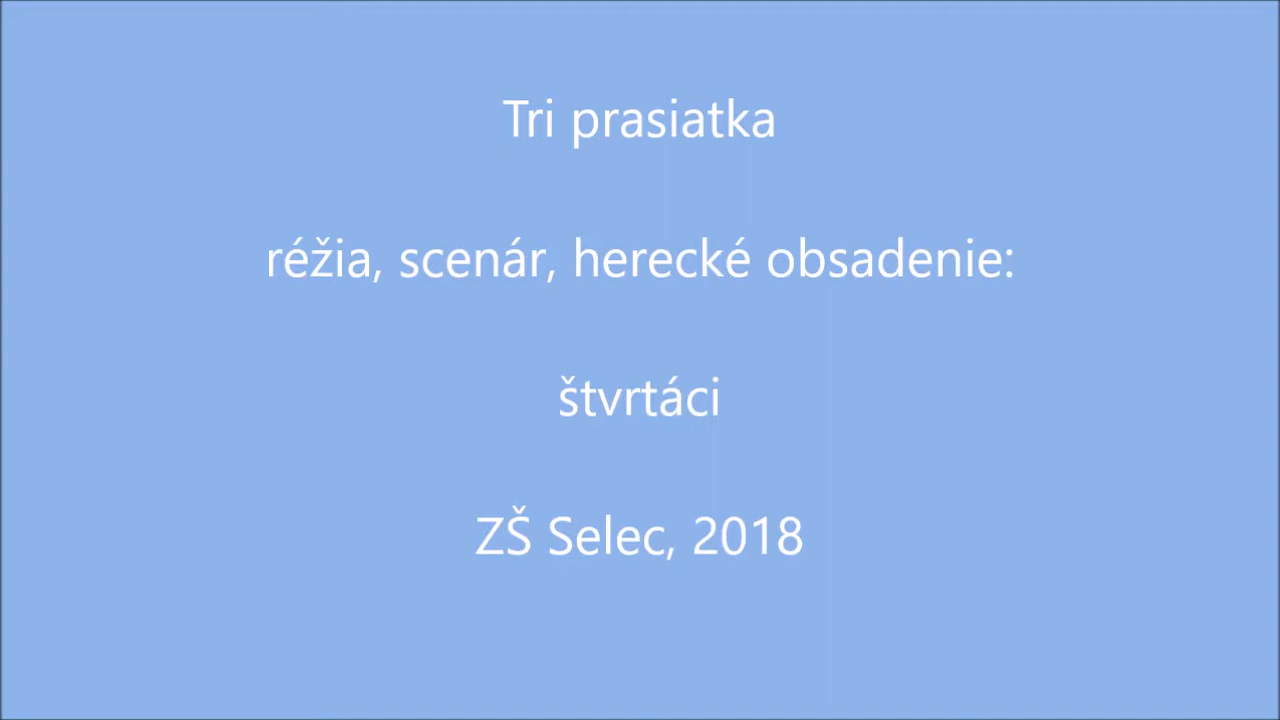 Tri prasiatka
réžia, scenár, herecké obsadenie:
štvrtáci
ZŠ Selec, 2018